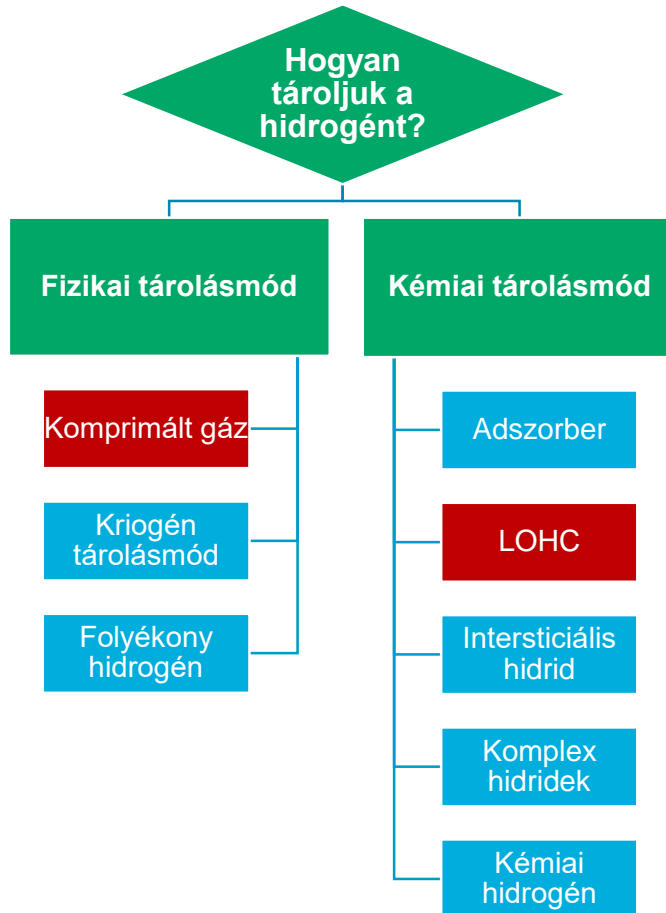 Hogyan
tároljuk a
hidrogént?
Fizikai tárolásmód
Kémiai tárolásmód
Komprimált gáz
Kriogén
tárolásmód
Folyékony
hidrogén
Adszorber
LOHC
Intersticiális
hidrid
Komplex
hidridek
Kémiai
hidrogén